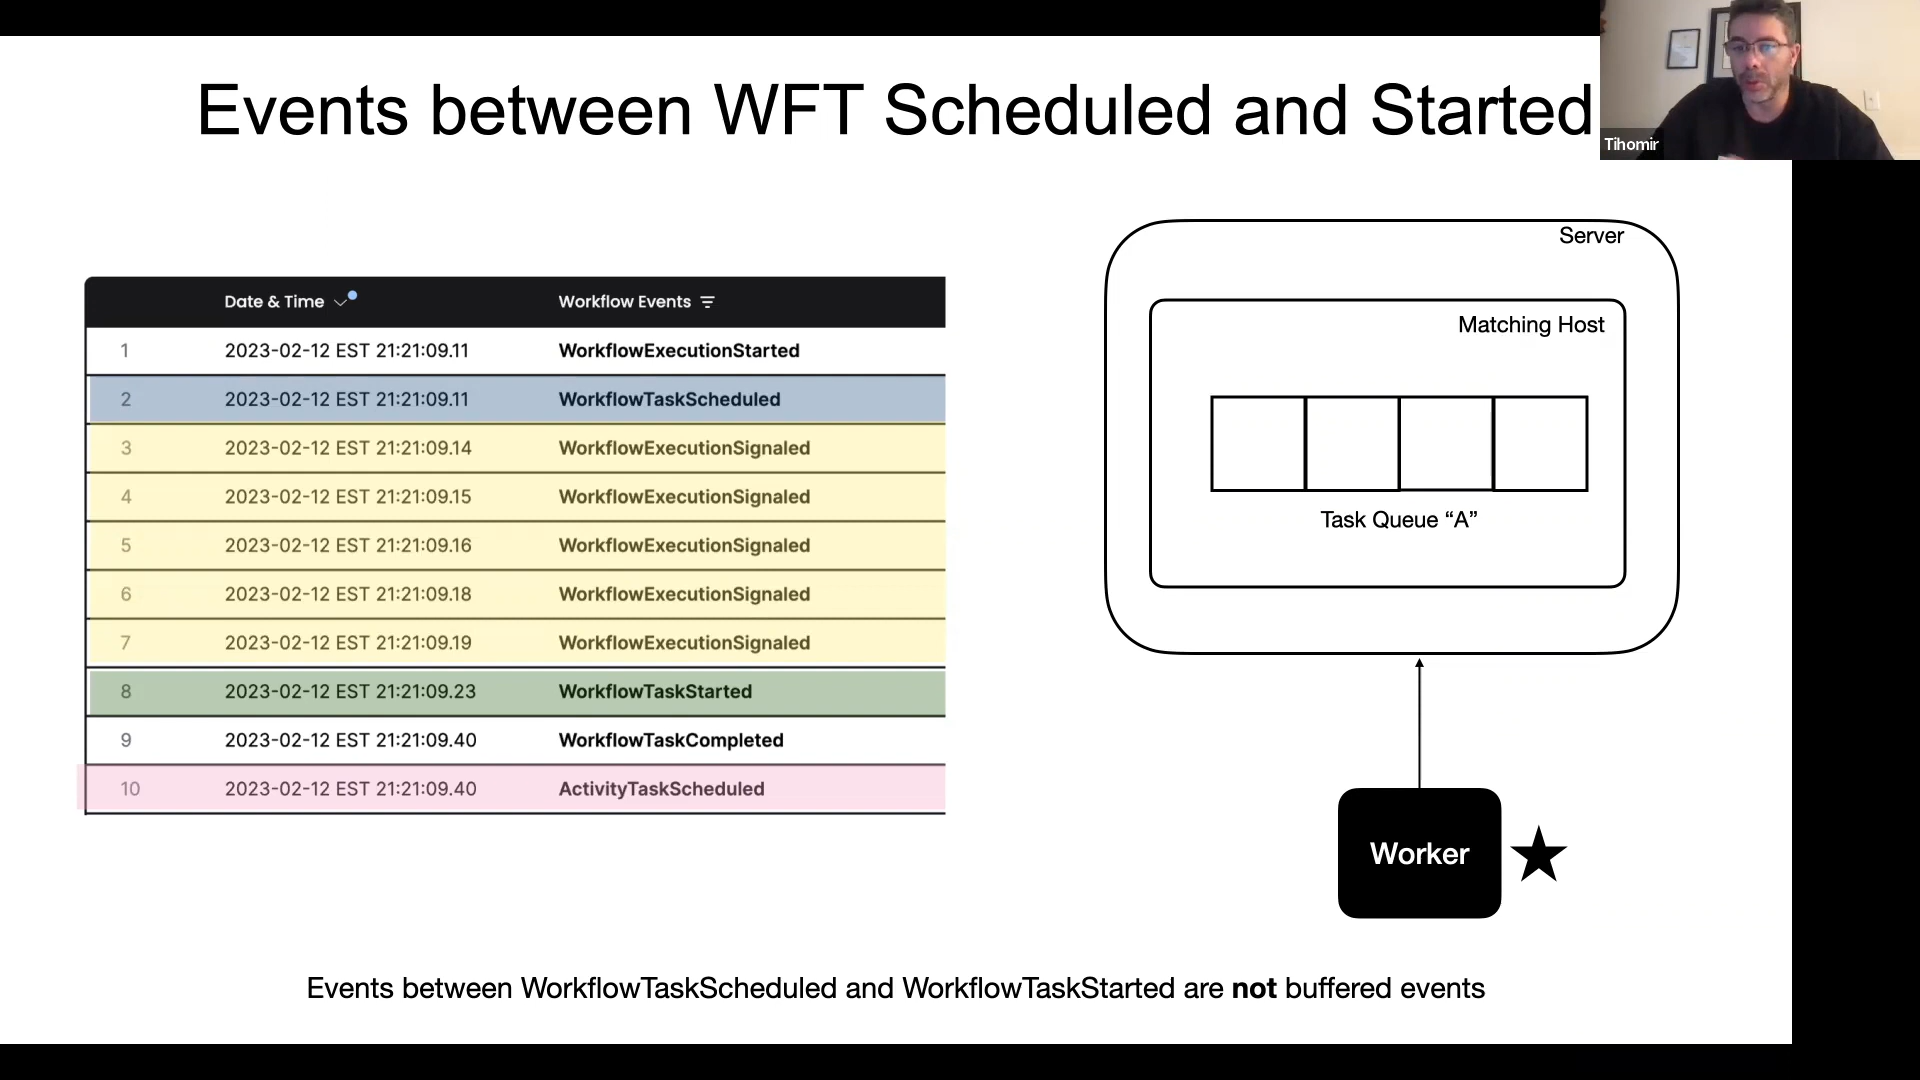 Events between WFT Scheduled and Started
Tihomir
Date & Time Workflow Events
1 2023-02-12 EST 21:21:09.11 WorkflowExecutionStarted
2 2023-02-12 EST 21:21:09.11 WorkflowTaskScheduled
3 2023-02-12 EST 21:21:09.14 WorkflowExecutionSignaled
4 2023-02-12 EST 21:21:09.15 WorkflowExecutionSignaled
5 2023-02-12 EST 21:21:09.16 WorkflowExecutionSignaled
6 2023-02-12 EST 21:21:09.18 WorkflowExecutionSignaled
7 2023-02-12 EST 21:21:09.19 WorkflowExecutionSignaled
8 2023-02-12 EST 21:21:09.23 WorkflowTaskStarted
9 2023-02-12 EST 21:21:09.40 WorkflowTaskCompleted
10 2023-02-12 EST 21:21:09.40 ActivityTaskScheduled
Server
Matching Host
Task Queue “A”
Worker
Events between WorkflowTaskScheduled and WorkflowTaskStarted are not buffered events